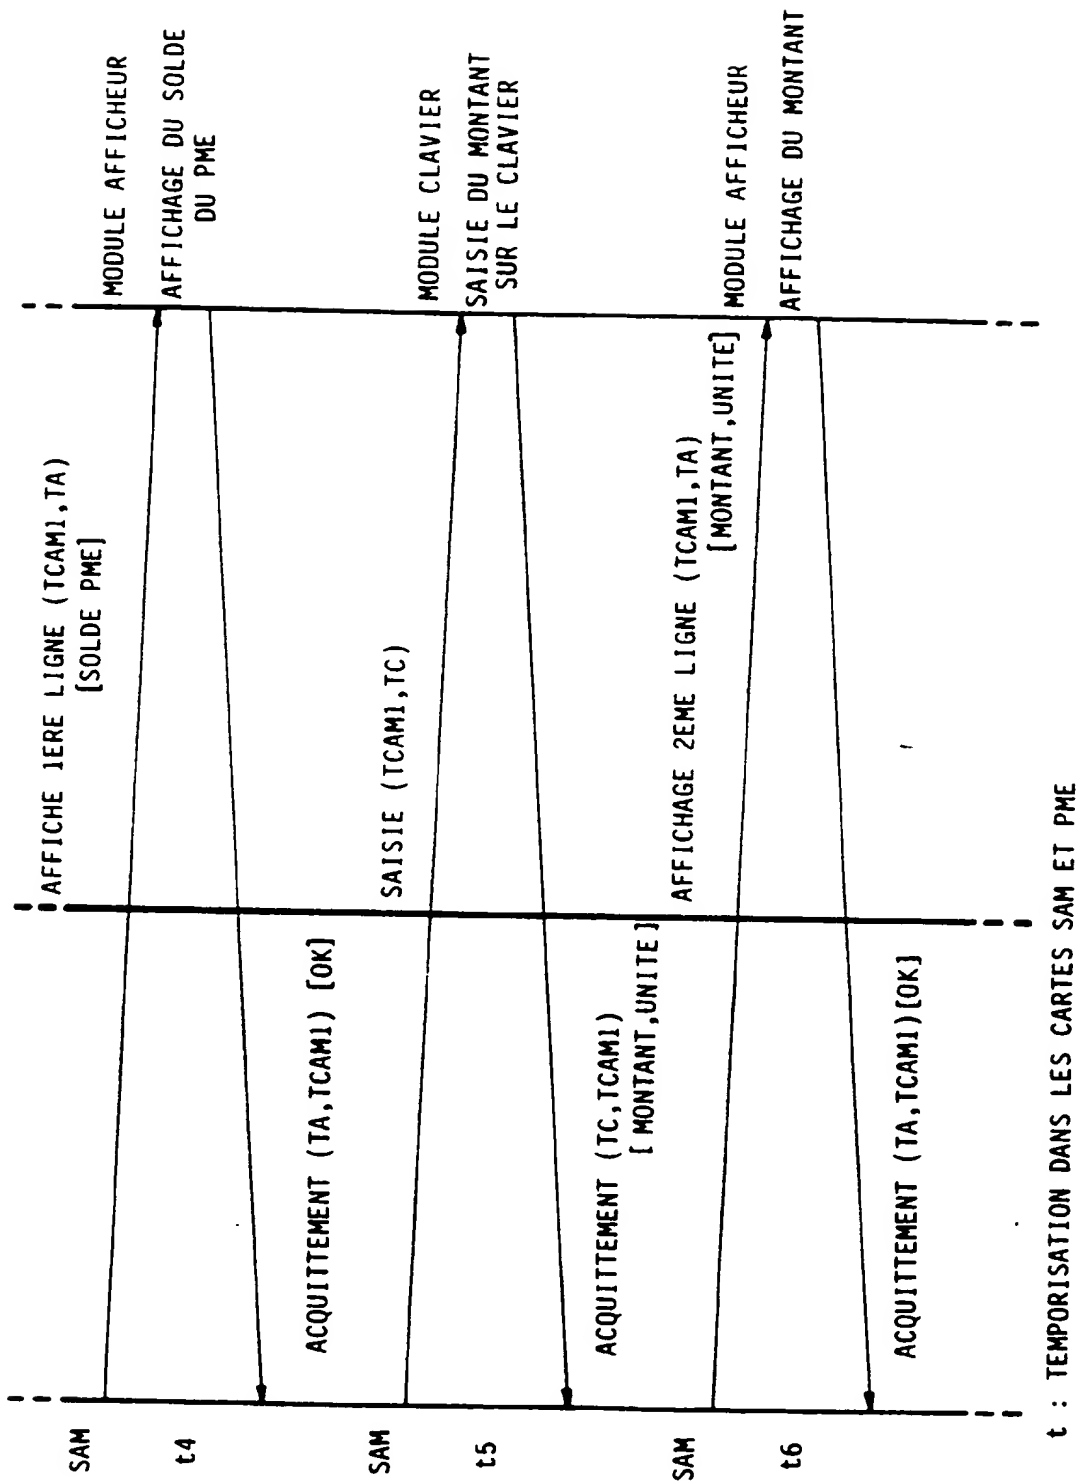 SAM
t4
AFFICHE 1ERE LIGNE (TCAM1,TA)
[SOLDE PME]
MODULE AFFICHEUR
AFFICHAGE DU SOLDE
DU PME
ACQUITTEMENT (TA,TCAM1) [OK]
SAM
t5
SAISIE (TCAM1,TC)
MODULE CLAVIER
SAISIE DU MONTANT
SUR LE CLAVIER
ACQUITTEMENT (TC,TCAM1)
[ MONTANT,UNITE]
SAM
t6
AFFICHAGE 2EME LIGNE (TCAM1,TA)
[MONTANT,UNITE]
MODULE AFFICHEUR
AFFICHAGE DU MONTANT
ACQUITTEMENT (TA,TCAM1)[OK]
t : TEMPORISATION DANS LES CARTES SAM ET PME